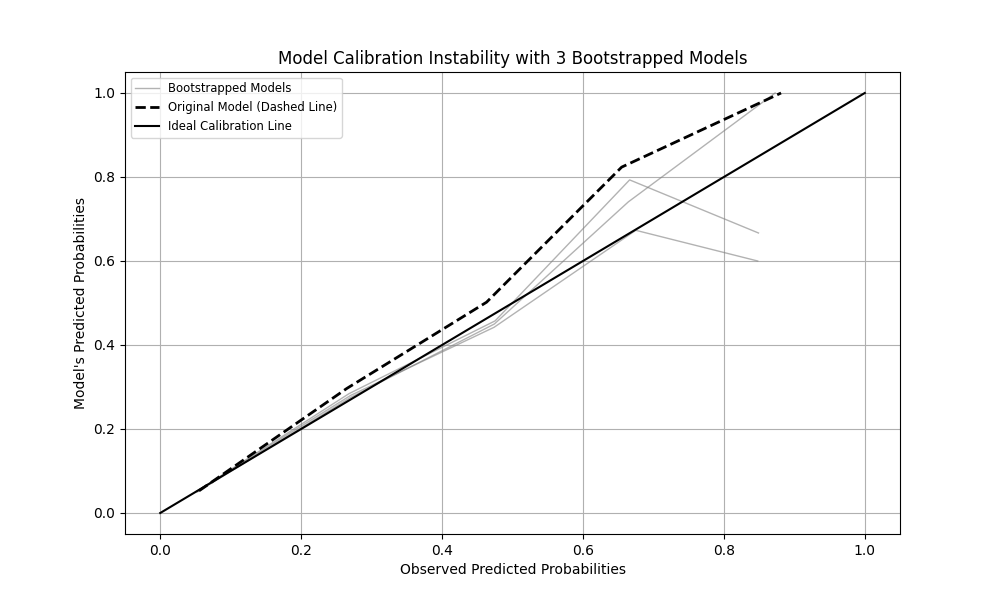 Model Calibration Instability with 3 Bootstrapped Models
Bootstrapped Models
Original Model (Dashed Line)
Ideal Calibration Line
Model's Predicted Probabilities
1.0
0.8
0.6
0.4
0.2
0.0
0.0 0.2 0.4 0.6 0.8 1.0
Observed Predicted Probabilities